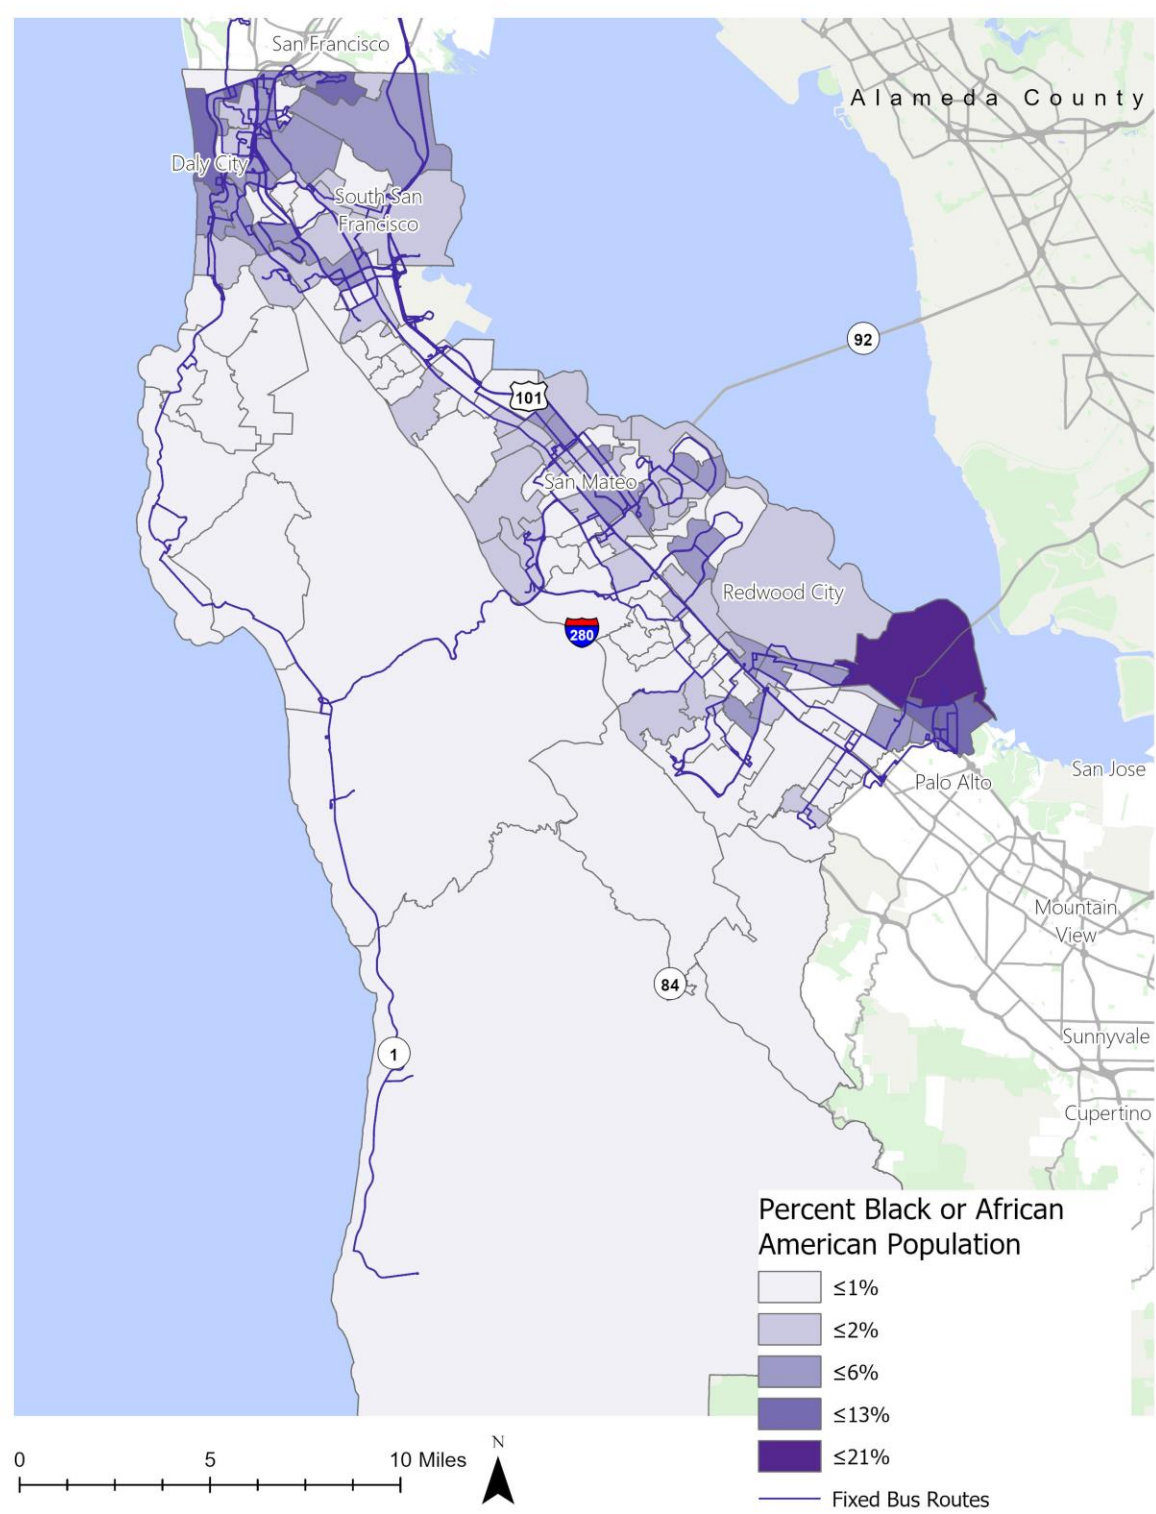 San Francisco
Alameda County
Daly City
South San
Francisco
92
101
San Mateo
Redwood City
280
San Jose
Palo Alto
Mountain
View
84
Sunnyvale
1
Cupertino
Percent Black or African
American Population
≤1%
≤2%
≤6%
≤13%
≤21%
Fixed Bus Routes
0 5 10 Miles
N